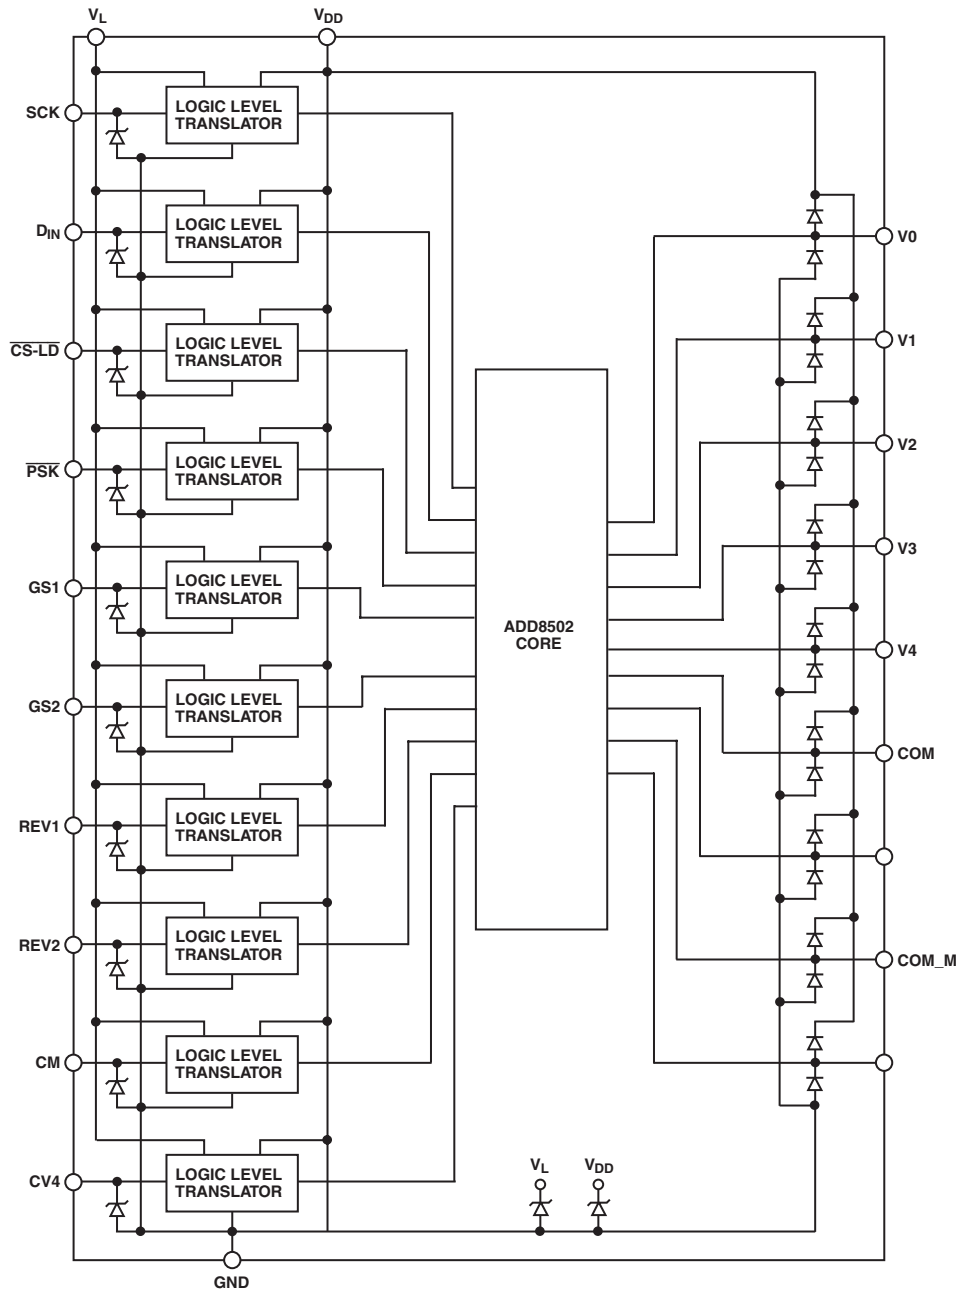 VL
VDD
SCK
LOGIC LEVEL
TRANSLATOR
DIN
LOGIC LEVEL
TRANSLATOR
V0
CS-LD
LOGIC LEVEL
TRANSLATOR
V1
PSK
LOGIC LEVEL
TRANSLATOR
V2
GS1
LOGIC LEVEL
TRANSLATOR
V3
ADD8502
CORE
V4
GS2
LOGIC LEVEL
TRANSLATOR
COM
REV1
LOGIC LEVEL
TRANSLATOR
REV2
LOGIC LEVEL
TRANSLATOR
COM_M
CM
LOGIC LEVEL
TRANSLATOR
CV4
LOGIC LEVEL
TRANSLATOR
VL
VDD
GND